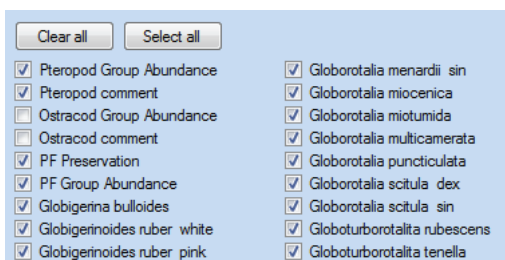 Clear all Select all
Pteropod Group Abundance
Pteropod comment
Ostracod Group Abundance
Ostracod comment
PF Preservation
PF Group Abundance
Globigerina bulloides
Globigerinoides ruber white
Globigerinoides ruber pink
Globorotalia menardii sin
Globorotalia miocenica
Globorotalia miotumida
Globorotalia multicamerata
Globorotalia puncticulata
Globorotalia scitula dex
Globorotalia scitula sin
Globoturborotalita rubescens
Globoturborotalita tenella